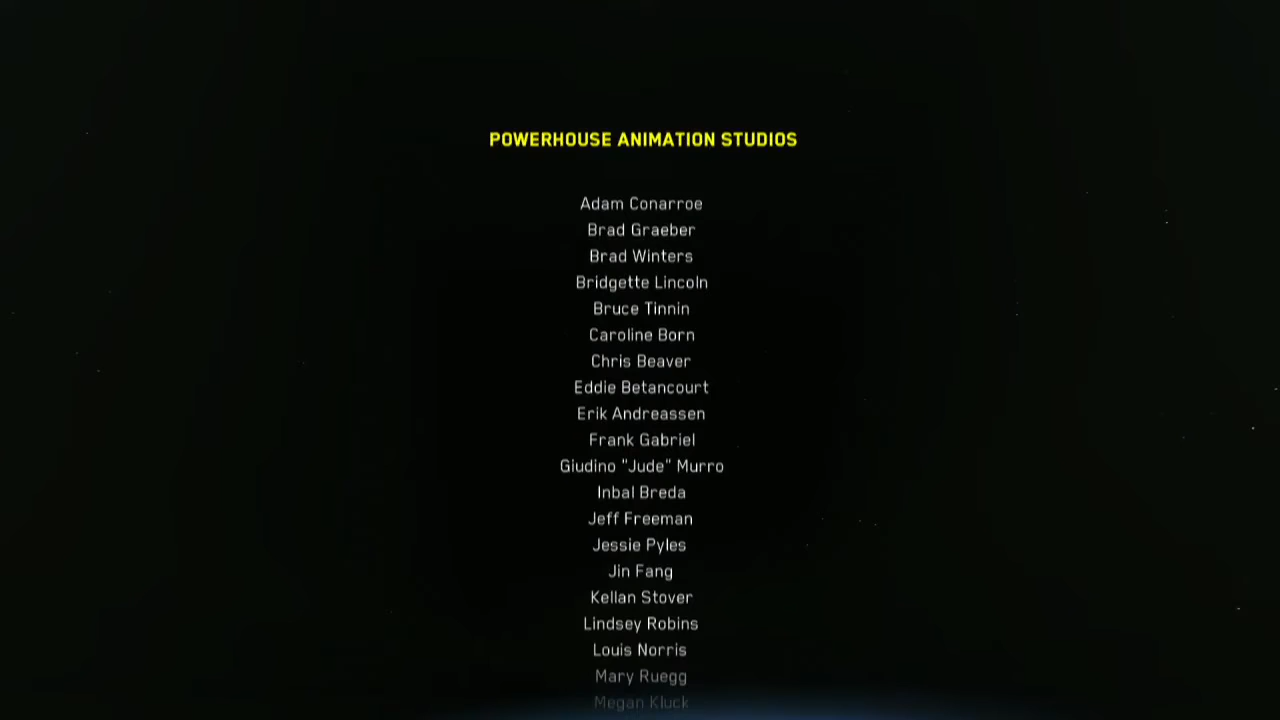 POWERHOUSE ANIMATION STUDIOS
Adam Conarroe
Brad Graeber
Brad Winters
Bridgette Lincoln
Bruce Tinnin
Caroline Born
Chris Beaver
Eddie Betancourt
Erik Andreassen
Frank Gabriel
Giudino "Jude" Murro
Inbal Breda
Jeff Freeman
Jessie Pyles
Jin Fang
Kellan Stover
Lindsey Robins
Louis Norris
Mary Ruegg
Megan Kluck